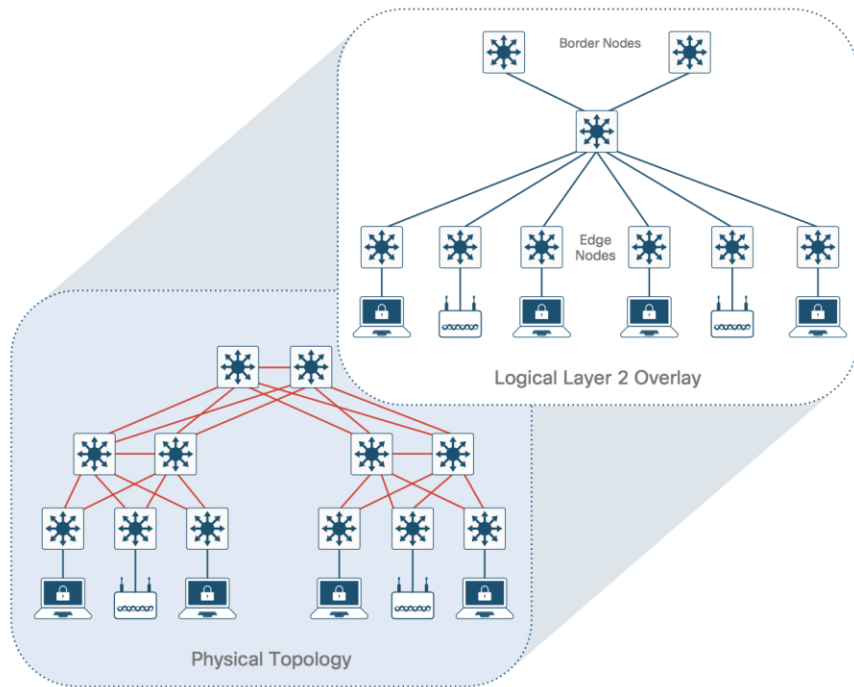 Border Nodes
Edge
Nodes
Logical Layer 2 Overlay
Physical Topology